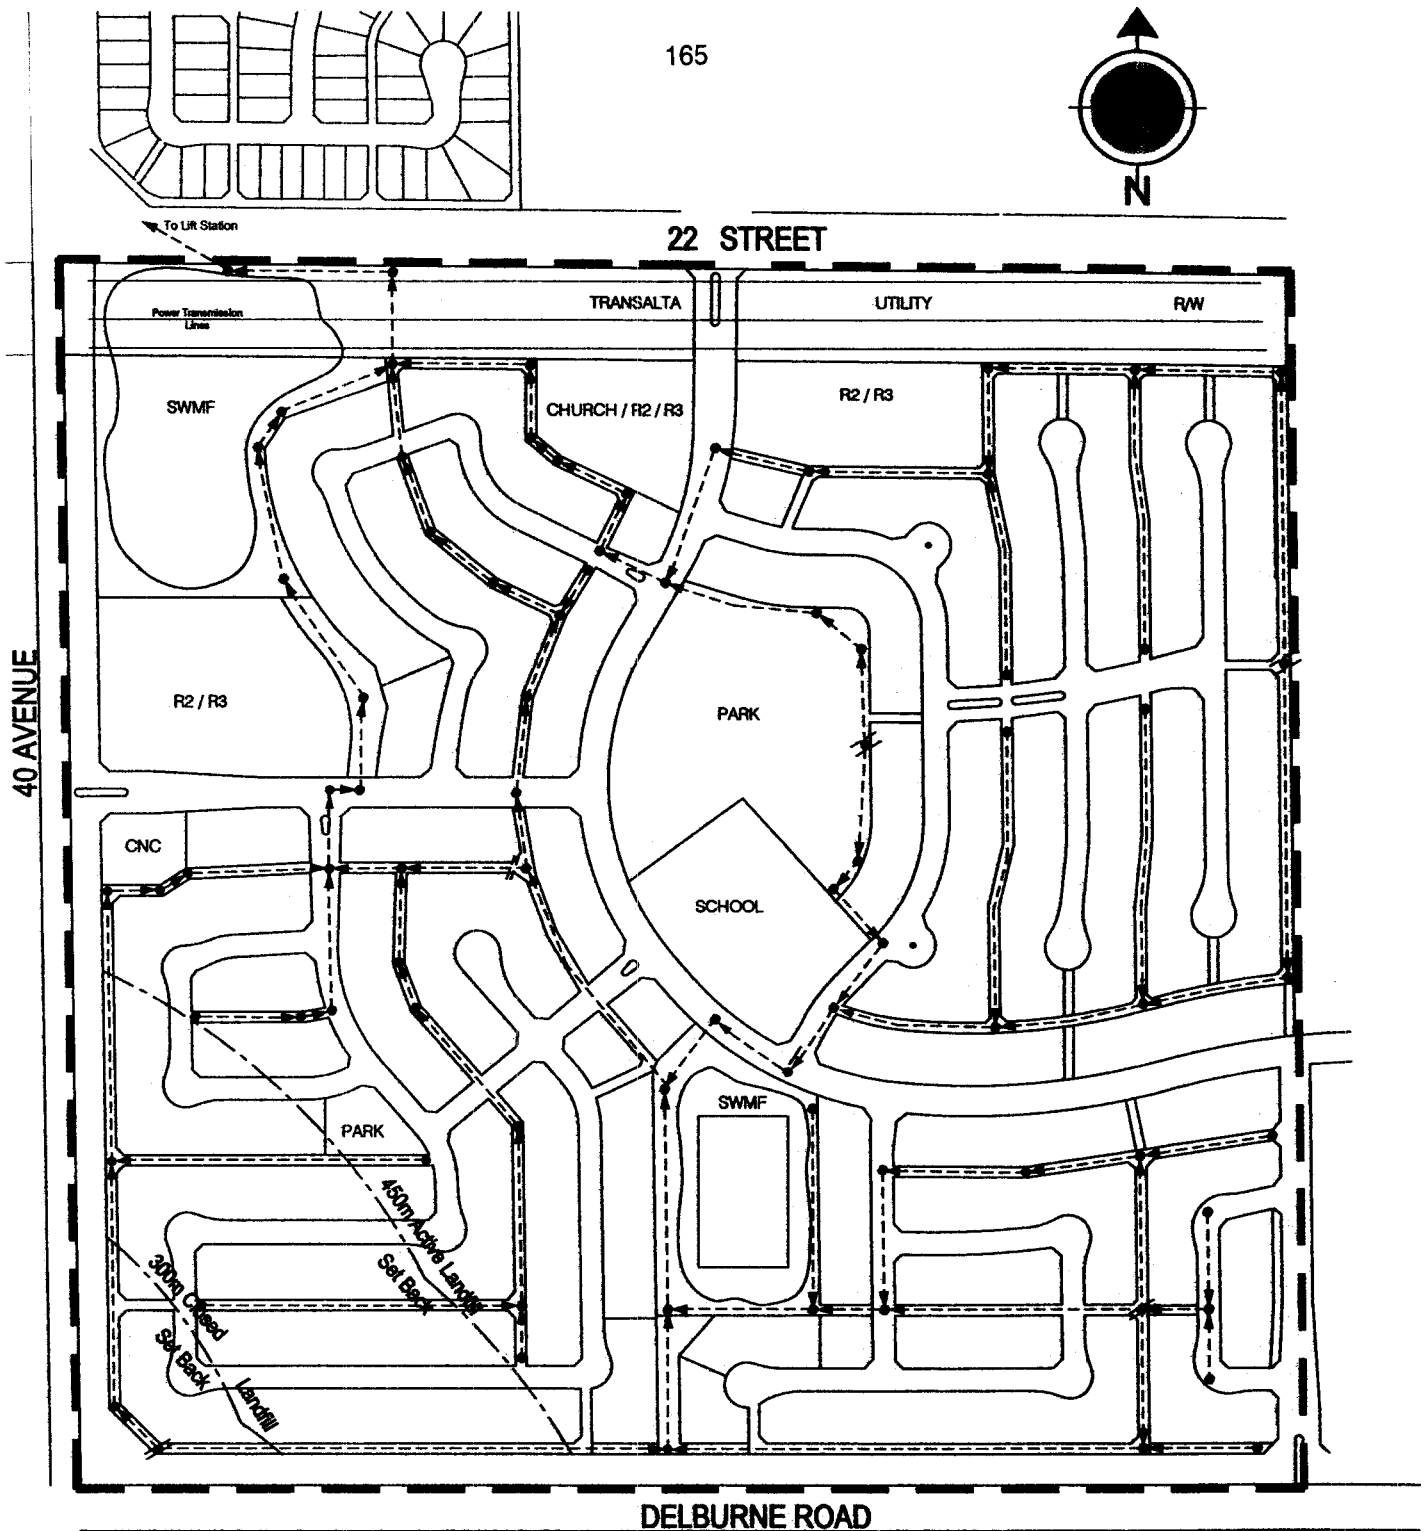 165
N
To Lift Station
22 STREET
TRANSALTA UTILITY R/W
Power Transmission
Lines
SWMF
CHURCH / R2 / R3
R2 / R3
40 AVENUE
R2 / R3
PARK
CNC
SCHOOL
SWMF
PARK
450m Active Landfill
Set Back
300m Closed
Landfill
Set Back
DELBURNE ROAD